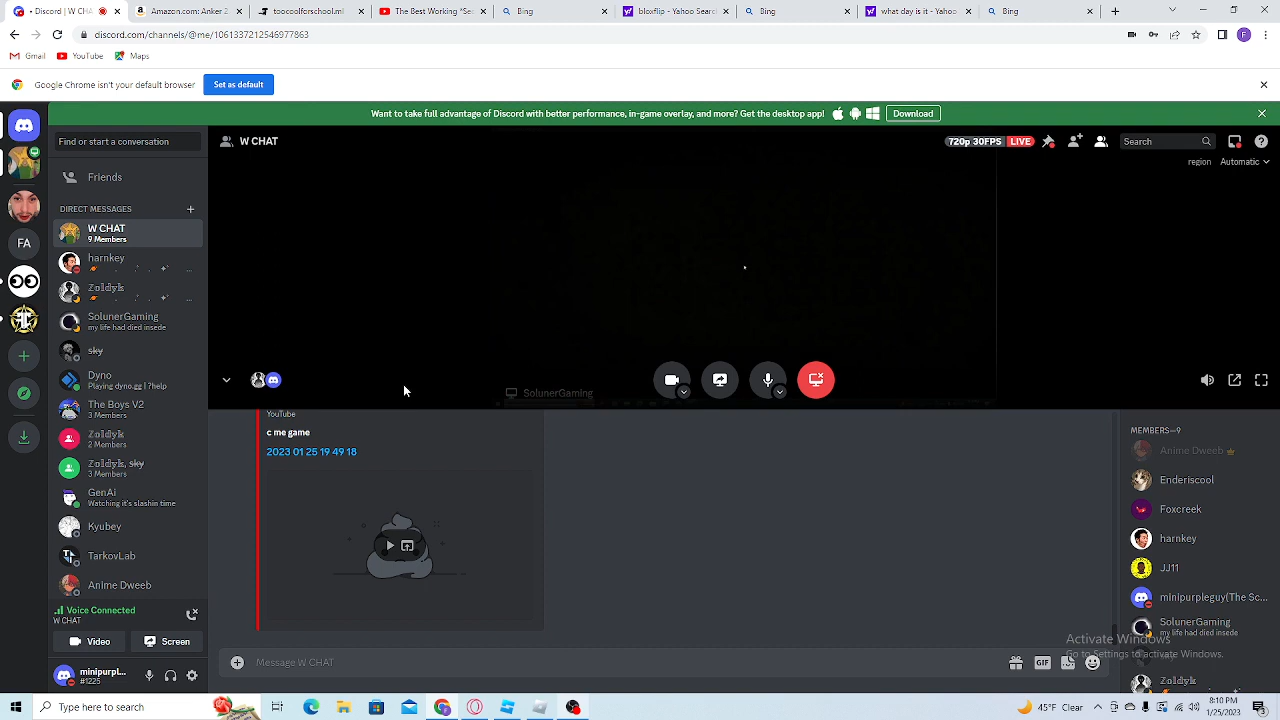 • Discord | W CHAT
Amazon.com: Anker 2
toocoolforschool.ml
The Best Working "Se
Bing
bloxflip - Yahoo Sear
Bing
what day is it - Yahoo
Bing
discord.com/channels/@me/1061337212546977863
F
Gmail
YouTube
Maps
Google Chrome isn't your default browser
Set as default
Want to take full advantage of Discord with better performance, in-game overlay, and more? Get the desktop app!
Download
Find or start a conversation
W CHAT
720p 30FPS LIVE
Search
region Automatic
Friends
DIRECT MESSAGES
W CHAT
9 Members
FA
harnkey
Zoldyk
SolunerGaming
my life had died insede
sky
Dyno
Playing dyno.gg | ?help
ThoBoys V2
2 Members
Zoldyk
2 Members
Zoldyk, sky
3 Members
GenAi
Watching it's slashin time
Kyubey
TarkovLab
Anime Dweeb
Voice Connected
W CHAT
Video
Screen
minipurpl...
#1225
SolunerGaming
YouTube
c me game
2023 01 25 19 49 18
Message W CHAT
GIF
MEMBERS—9
Anime Dweeb
Enderiscool
Foxcreek
harnkey
JJ11
minipurpleguy(The Sc...
SolunerGaming
my life had died insede
Zoldyk
Activate Windows
Go to Settings to activate Windows.
Type here to search
45°F Clear
8:10 PM
1/25/2023